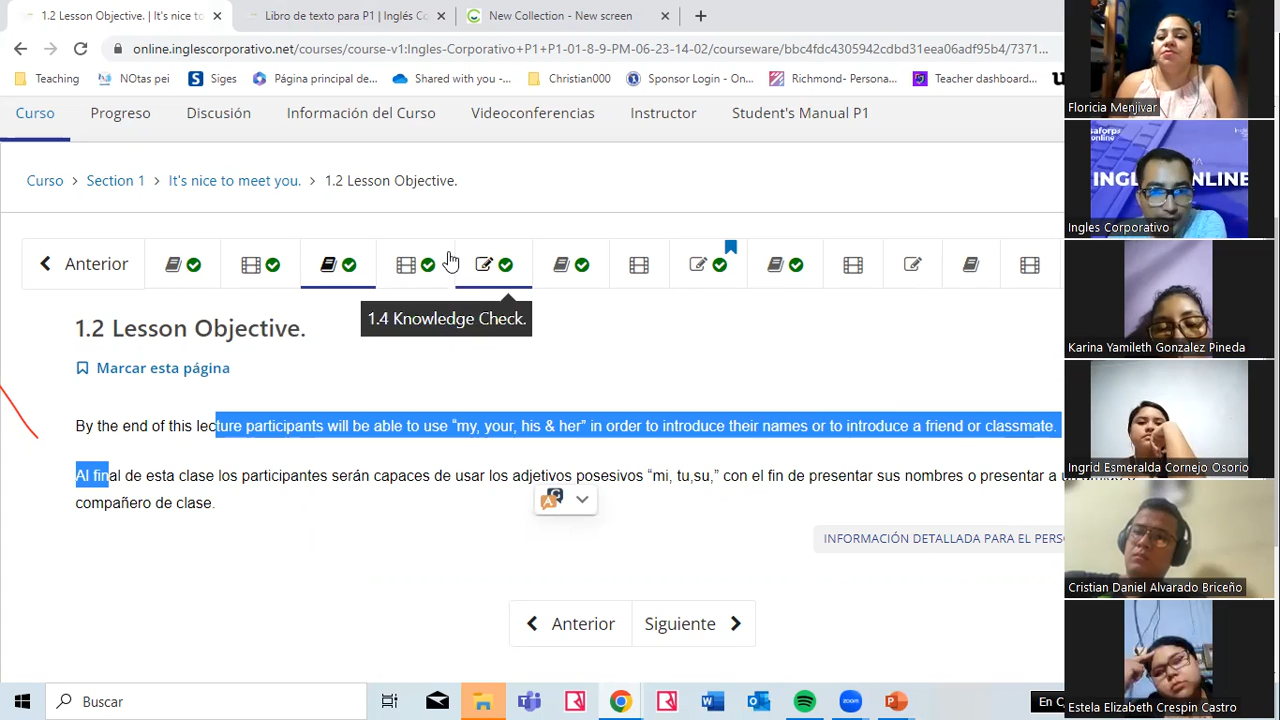 1.2 Lesson Objective. It's nice to
Libro de texto para P1 | Inglés C
New Collection - New screen
online.inglescorporativo.net/courses/course-v1:Ingles-Corporativo+P1+P1-01-8-9-PM-06-23-14-02/courseware/
Teaching
NOtas pei
Siges
Página principal de...
Shared with you -...
Christian000
Sponsor Login - On...
Richmond- Persona...
Teacher dashboard...
Curso
Progreso
Discusión
Información del Curso
Videoconferencias
Instructor
Student's Manual P1
Curso > Section 1 > It's nice to meet you. > 1.2 Lesson Objective.
Anterior
1.4 Knowledge Check.
1.2 Lesson Objective.
Marcar esta página
By the end of this lecture participants will be able to use “my, your, his & her” in order to introduce their names or to introduce a friend or classmate.
Al final de esta clase los participantes serán capaces de usar los adjetivos posesivos “mi, tu,su,” con el fin de presentar sus nombres o presentar a un amigo o
compañero de clase.
INFORMACIÓN DETALLADA PARA EL PERS
Anterior
Siguiente
Buscar
Floricia Menjivar
INGL
NLINE
Ingles Corporativo
Karina Yamileth Gonzalez Pineda
Ingrid Esmeralda Cornejo Osorio
Cristian Daniel Alvarado Briceño
Estela Elizabeth Crespin Castro